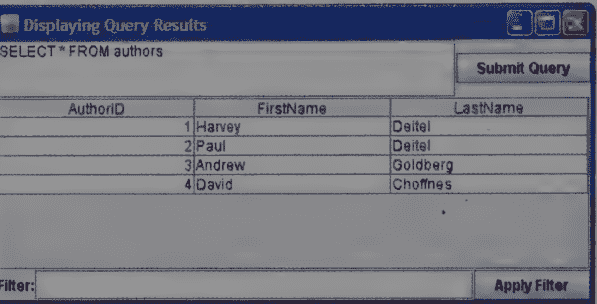 Displaying Query Results
SELECT * FROM authors
Submit Query
AuthorID FirstName LastName
1 Harvey Deitel
2 Paul Deitel
3 Andrew Goldberg
4 David Choffnes
Filter:
Apply Filter